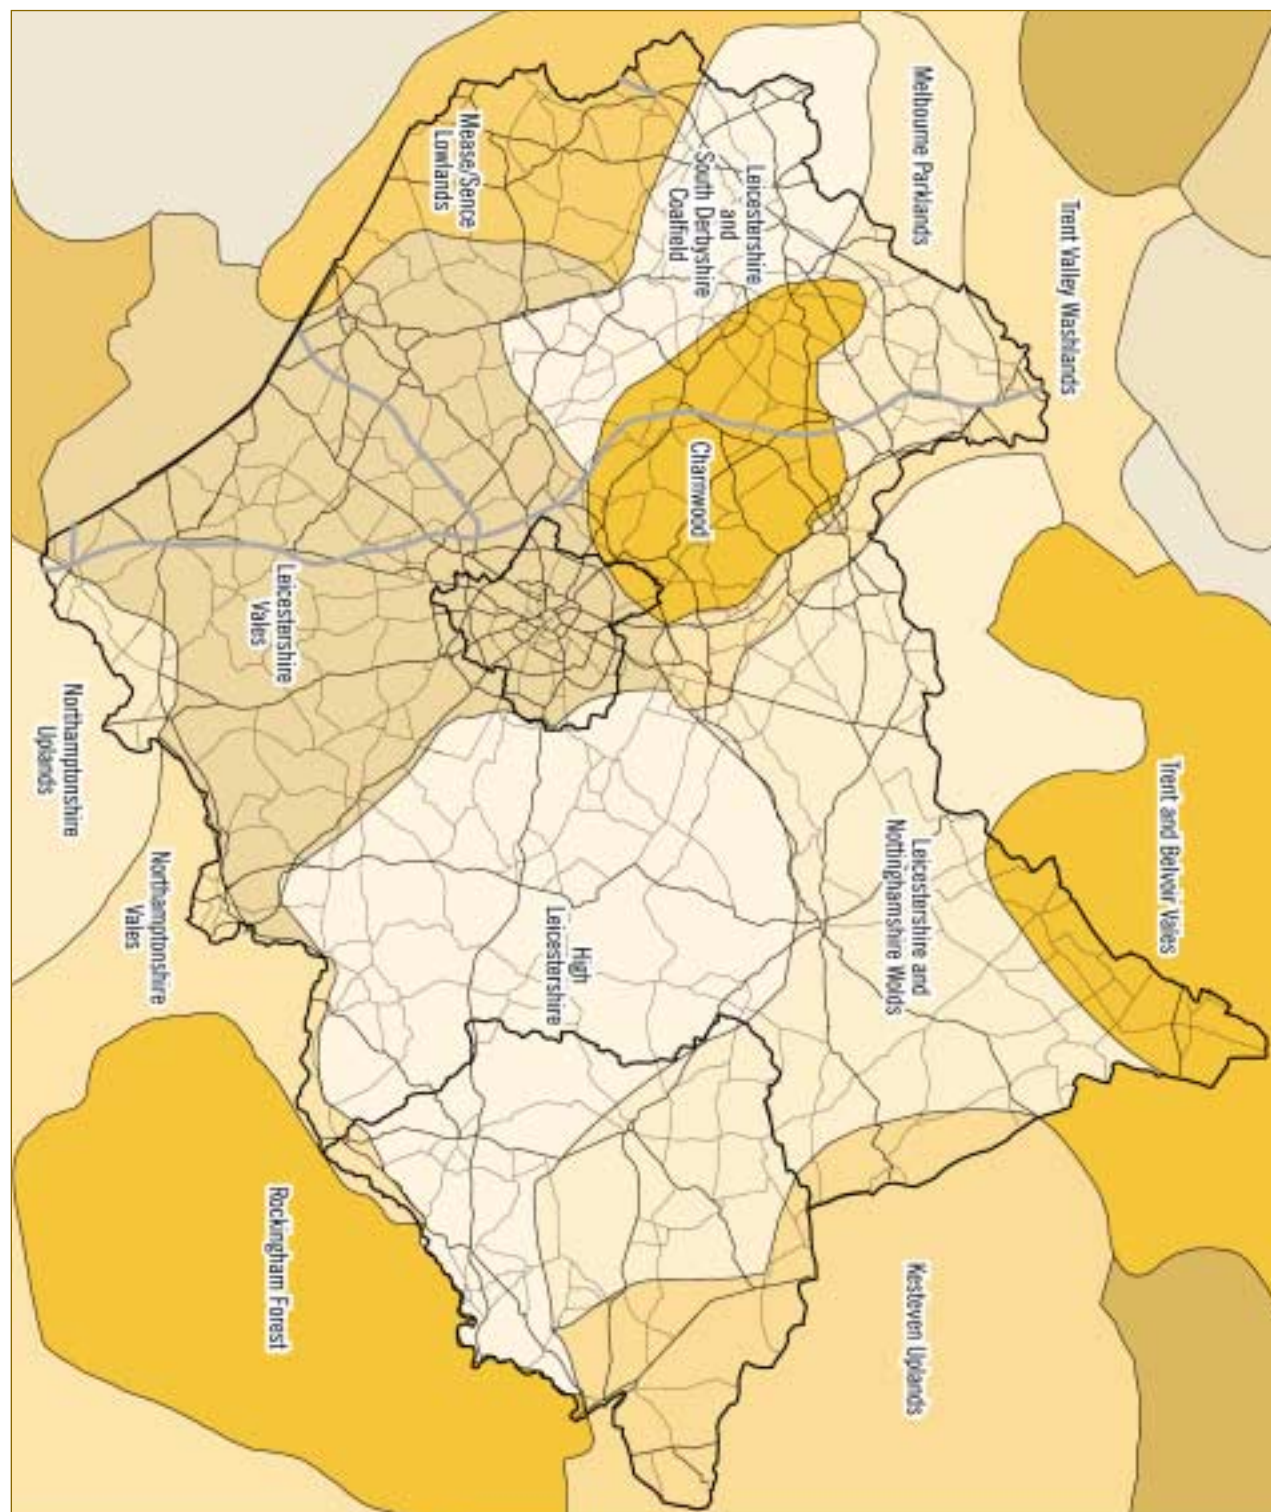 Trent Valley Washlands
Melbourne Parklands
Leicestershire
and
South Derbyshire
Coalfield
Mease/Sence
Lowlands
Charnwood
Leicestershire
Vales
Northamptonshire
Uplands
Trent and Belvoir Vales
Leicestershire and
Nottinghamshire Wolds
High
Leicestershire
Northamptonshire
Vales
Kesteven Uplands
Rockingham Forest